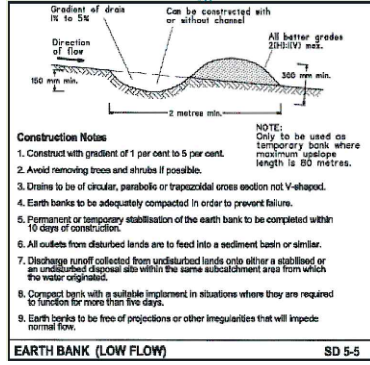 Gradient of drain
1% to 5%
Can be constructed with
or without channel
Direction
of flow
All batter grades
2(H):1(V) max.
150 mm min.
300 mm min.
2 metres min.
NOTE:
Only to be used as
temporary bank where
maximum upslope
length is 80 metres.
Construction Notes
1. Construct with gradient of 1 per cent to 5 per cent.
2. Avoid removing trees and shrubs if possible.
3. Drains to be of circular, parabolic or trapezoidal cross section not V-shaped.
4. Earth banks to be adequately compacted in order to prevent failure.
5. Permanent or temporary stabilisation of the earth bank to be completed within
10 days of construction.
6. All outlets from disturbed lands are to feed into a sediment basin or similar.
7. Discharge runoff collected from undisturbed lands onto either a stabilised or
an undisturbed disposal site within the same subcatchment area from which
the water originated.
8. Compact bank with a suitable implement in situations where they are required
to function for more than five days.
9. Earth banks to be free of projections or other irregularities that will impede
normal flow.
EARTH BANK (LOW FLOW)
SD 5-5